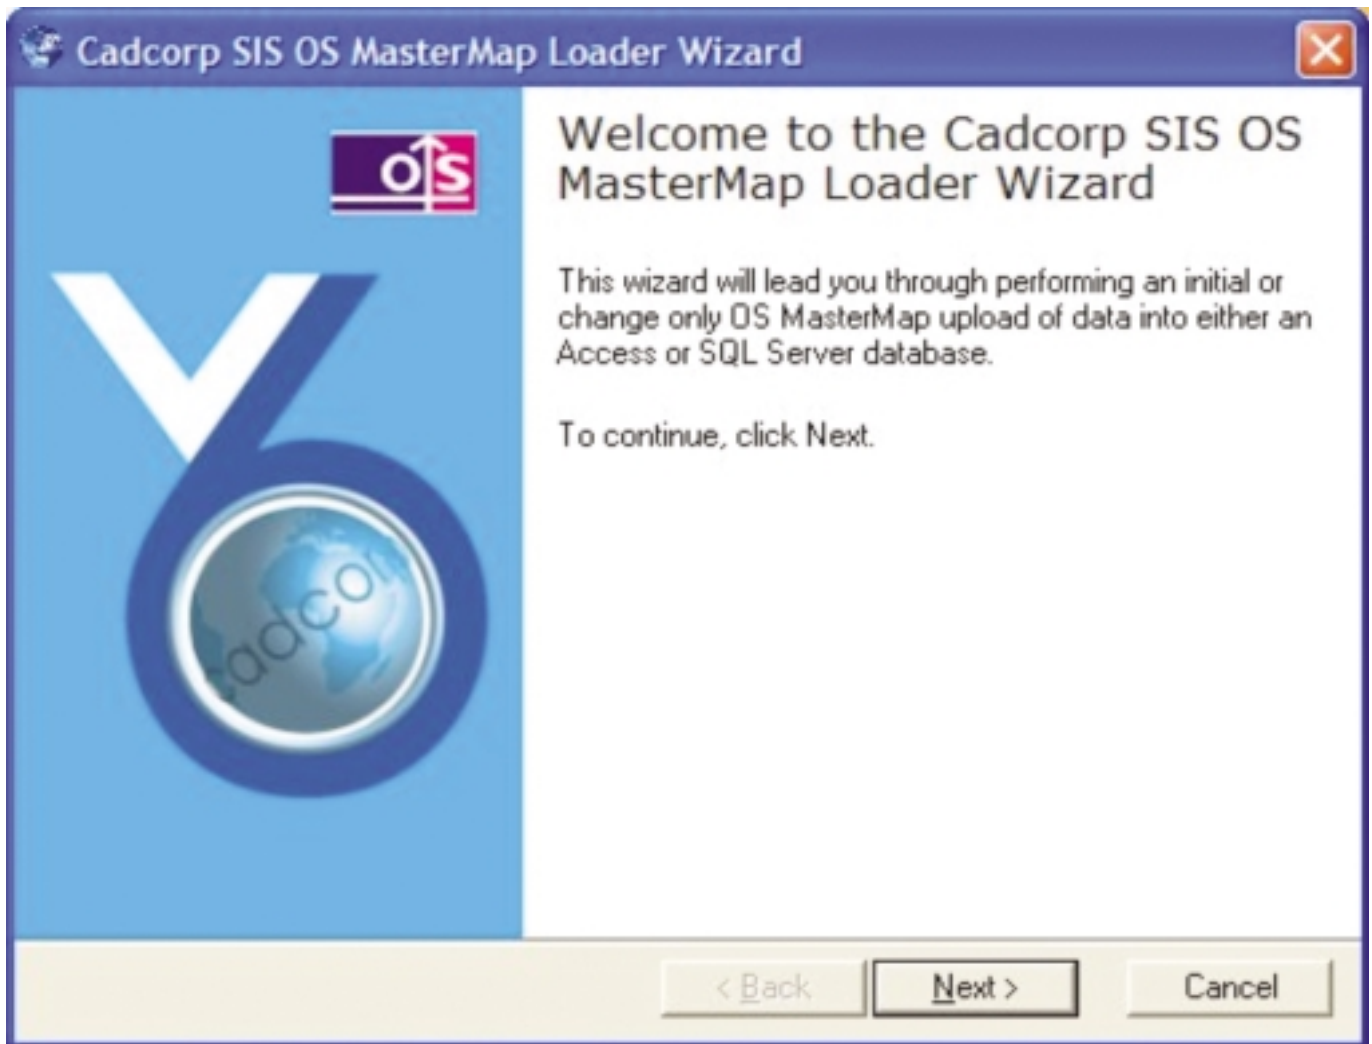 Cadcorp SIS OS MasterMap Loader Wizard
OS
Welcome to the Cadcorp SIS OS
MasterMap Loader Wizard
This wizard will lead you through performing an initial or
change only OS MasterMap upload of data into either an
Access or SQL Server database.
To continue, click Next.
V6
cadcor
< Back
Next >
Cancel